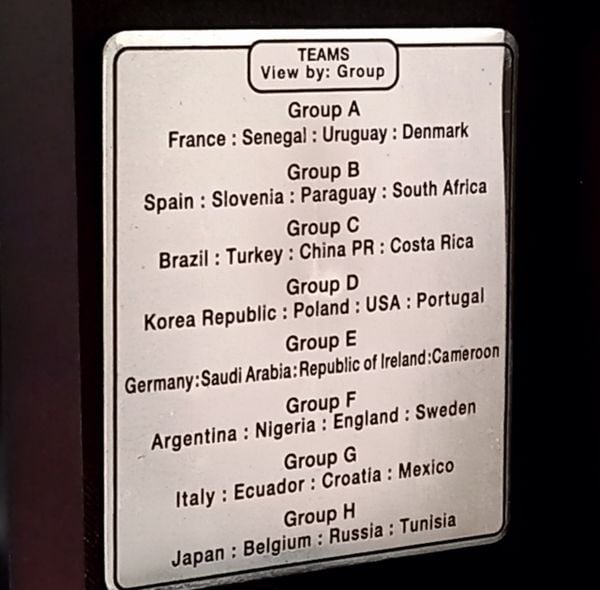 TEAMS
View by: Group
Group A
France : Senegal : Uruguay : Denmark
Group B
Spain : Slovenia : Paraguay : South Africa
Group C
Brazil : Turkey : China PR : Costa Rica
Group D
Korea Republic : Poland : USA : Portugal
Group E
Germany:Saudi Arabia:Republic of Ireland:Cameroon
Group F
Argentina : Nigeria : England : Sweden
Group G
Italy : Ecuador : Croatia : Mexico
Group H
Japan : Belgium : Russia : Tunisia